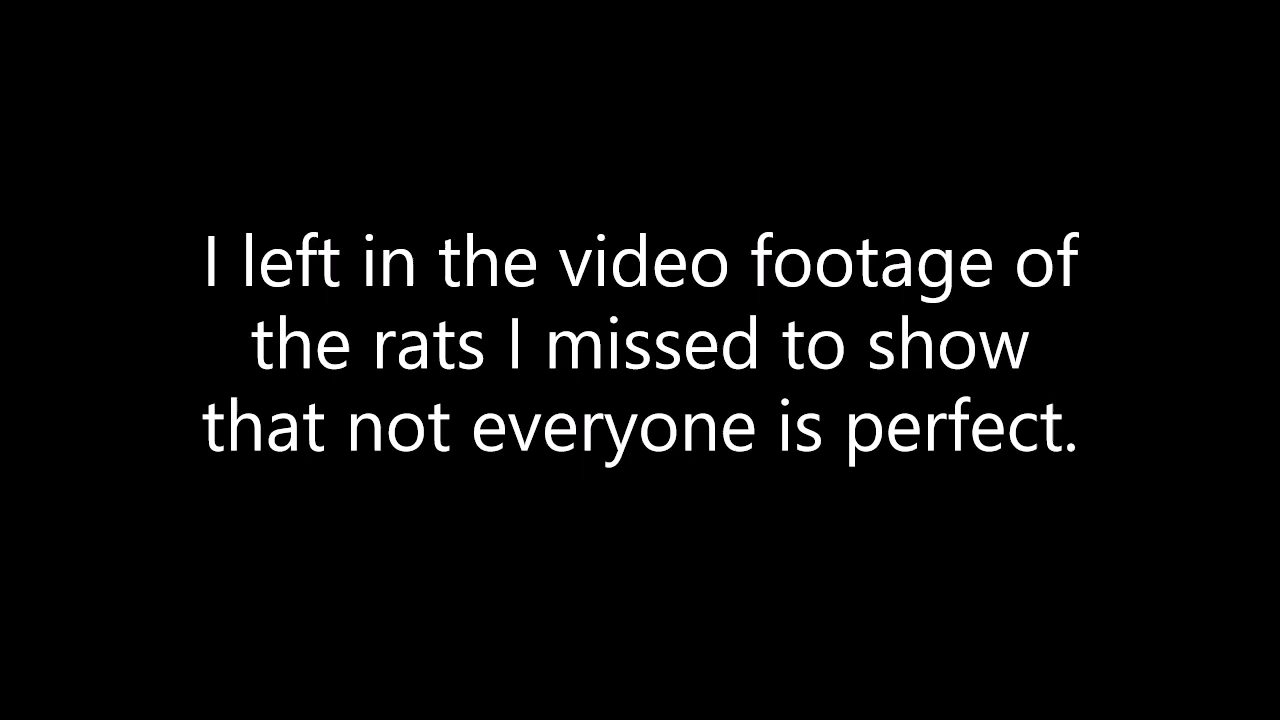 I left in the video footage of
the rats I missed to show
that not everyone is perfect.